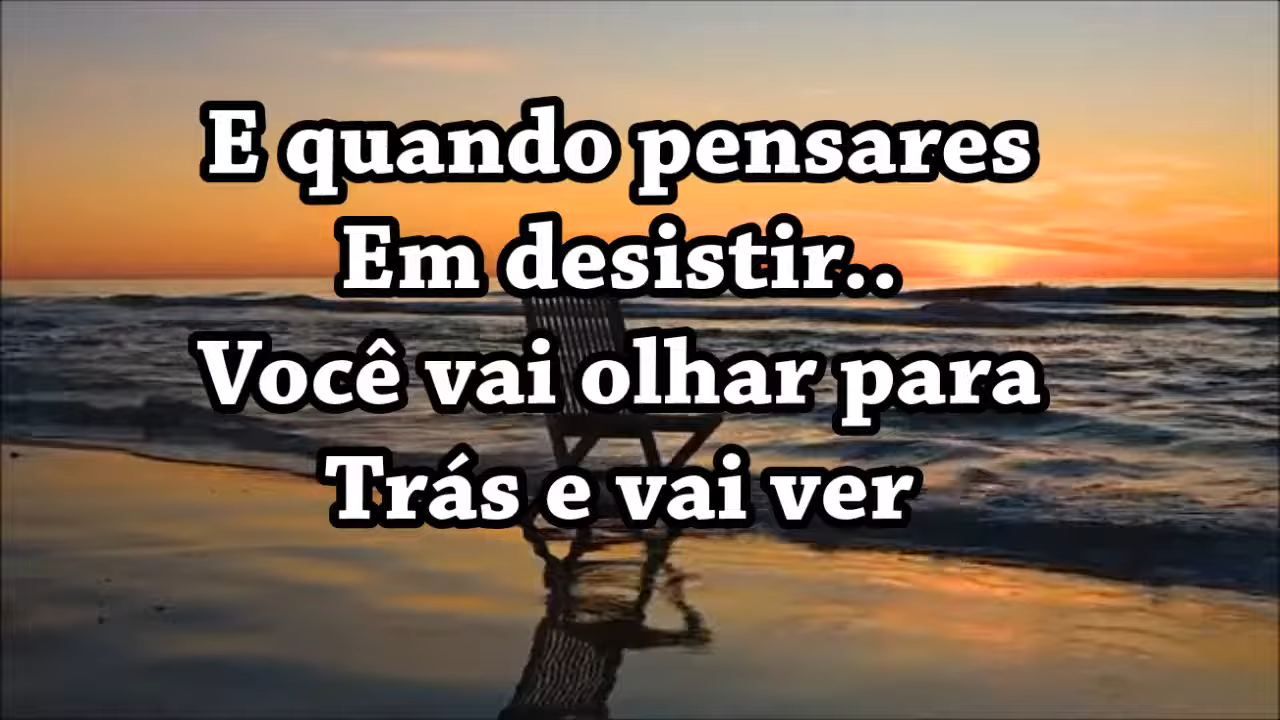 E quando pensares
Em desistir..
Você vai olhar para
Trás e vai ver